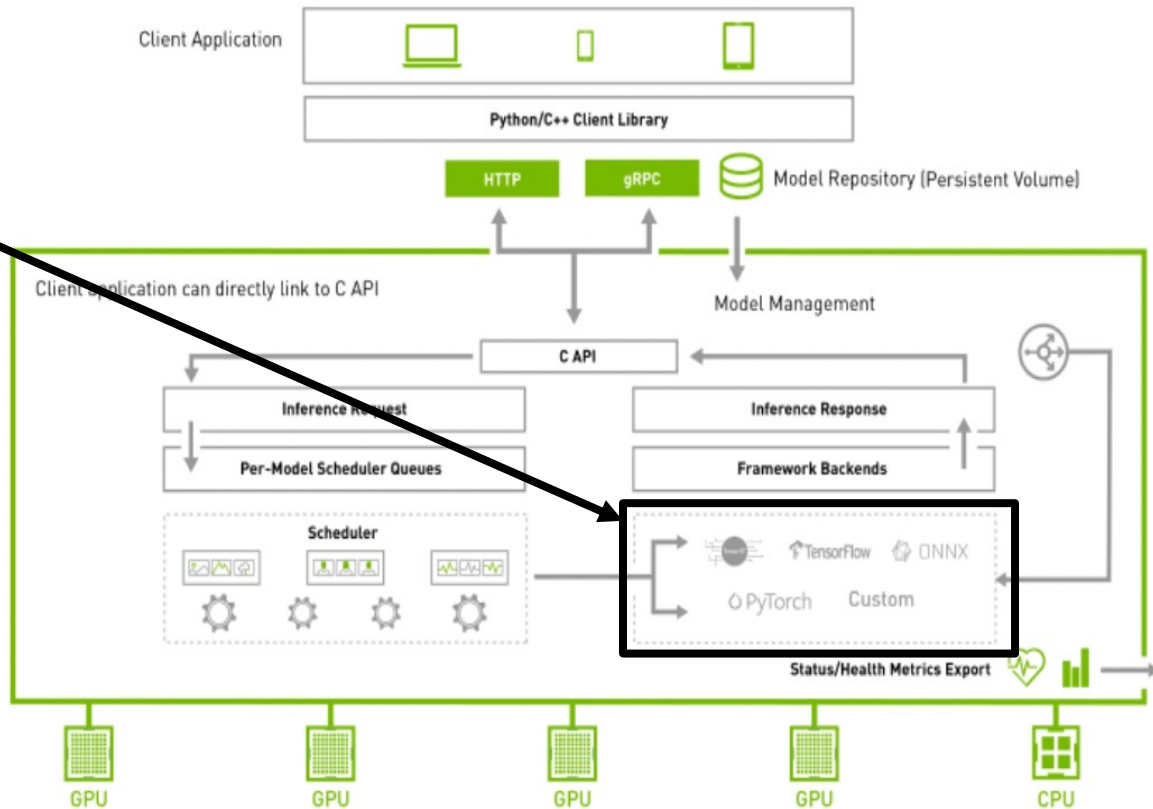 Client Application
Python/C++ Client Library
HTTP
gRPC
Model Repository (Persistent Volume)
Client application can directly link to C API
Model Management
C API
Inference Request
Inference Response
Per-Model Scheduler Queues
Framework Backends
Scheduler
TensorFlow
ONNX
PyTorch
Custom
Status/Health Metrics Export
GPU
GPU
GPU
GPU
CPU